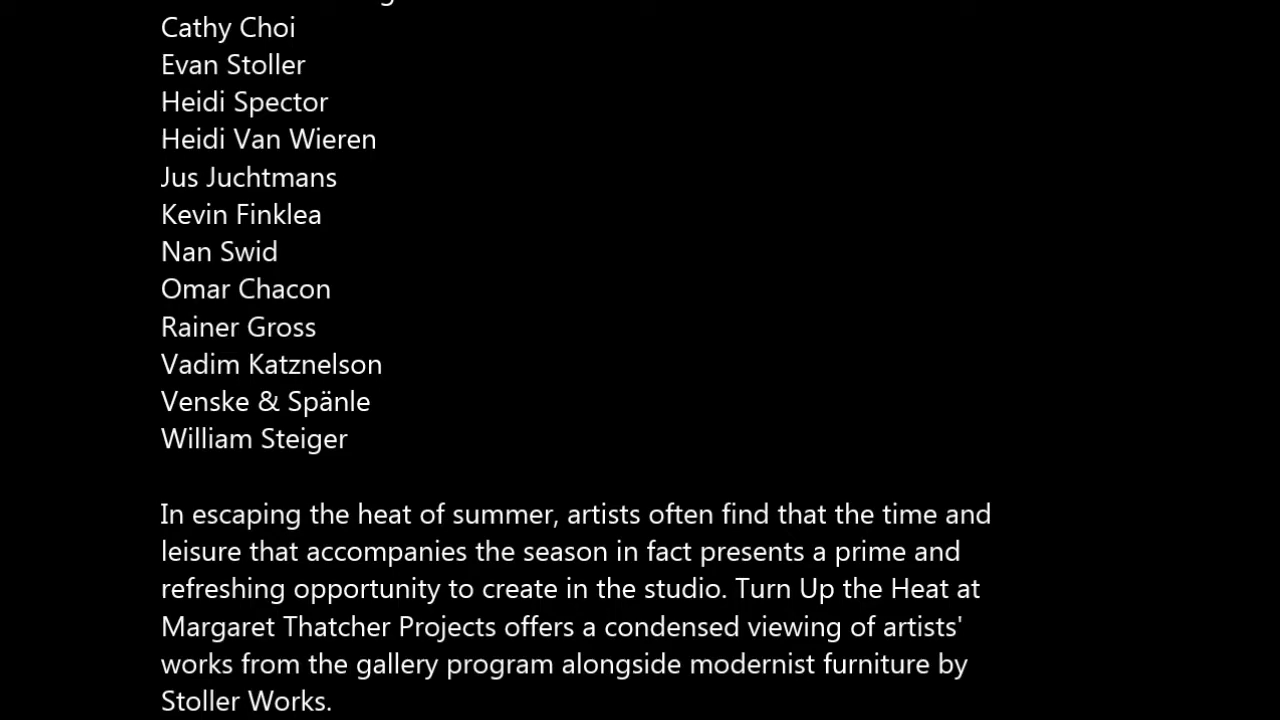 Cathy Choi
Evan Stoller
Heidi Spector
Heidi Van Wieren
Jus Juchtmans
Kevin Finklea
Nan Swid
Omar Chacon
Rainer Gross
Vadim Katznelson
Venske & Spänle
William Steiger
In escaping the heat of summer, artists often find that the time and
leisure that accompanies the season in fact presents a prime and
refreshing opportunity to create in the studio. Turn Up the Heat at
Margaret Thatcher Projects offers a condensed viewing of artists'
works from the gallery program alongside modernist furniture by
Stoller Works.